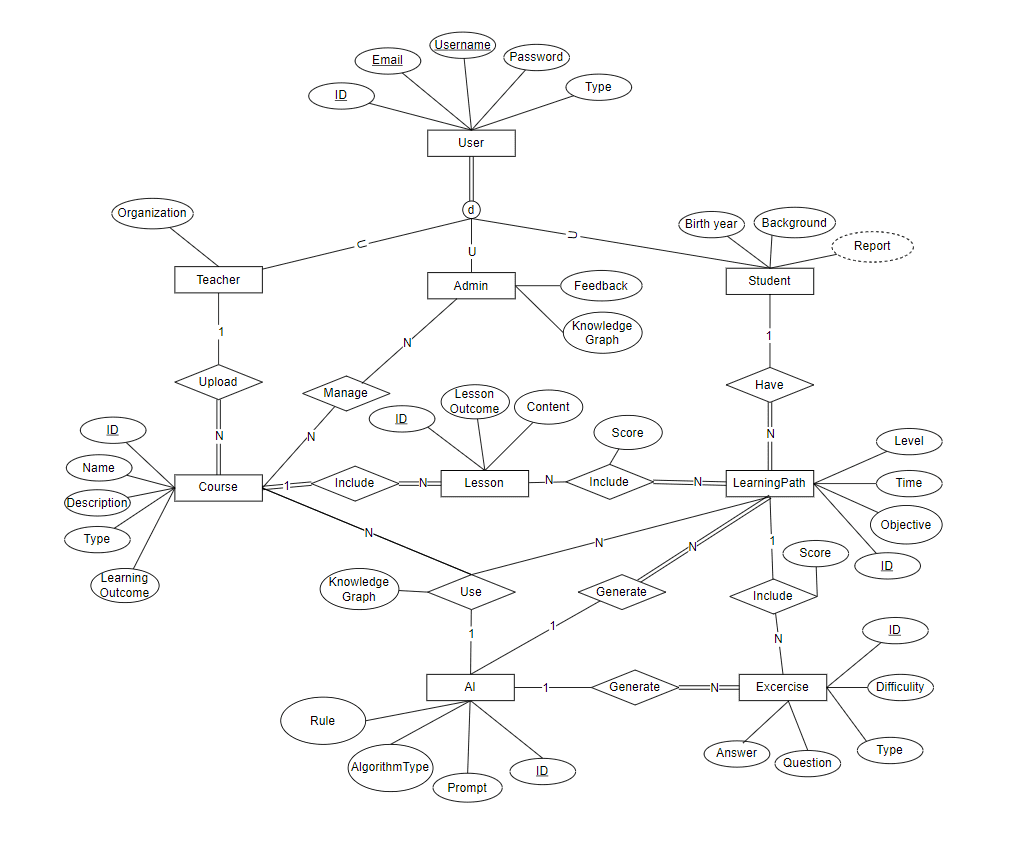 Username
Email
Password
Type
ID
User
d
Organization
Birth year
Background
Report
⊂
⊃
U
Teacher
Admin
Student
Feedback
Knowledge
Graph
1
N
1
Upload
Manage
Have
ID
Lesson
Outcome
Content
ID
Score
N
N
N
Level
Name
Course
1
Include
N
Lesson
N
Include
N
LearningPath
Time
Description
Type
Objective
Learning
Outcome
N
N
N
1
Score
ID
Knowledge
Graph
Use
Generate
Include
1
1
N
ID
AI
1
Generate
N
Excercise
Difficulity
Rule
AlgorithmType
Prompt
ID
Answer
Question
Type